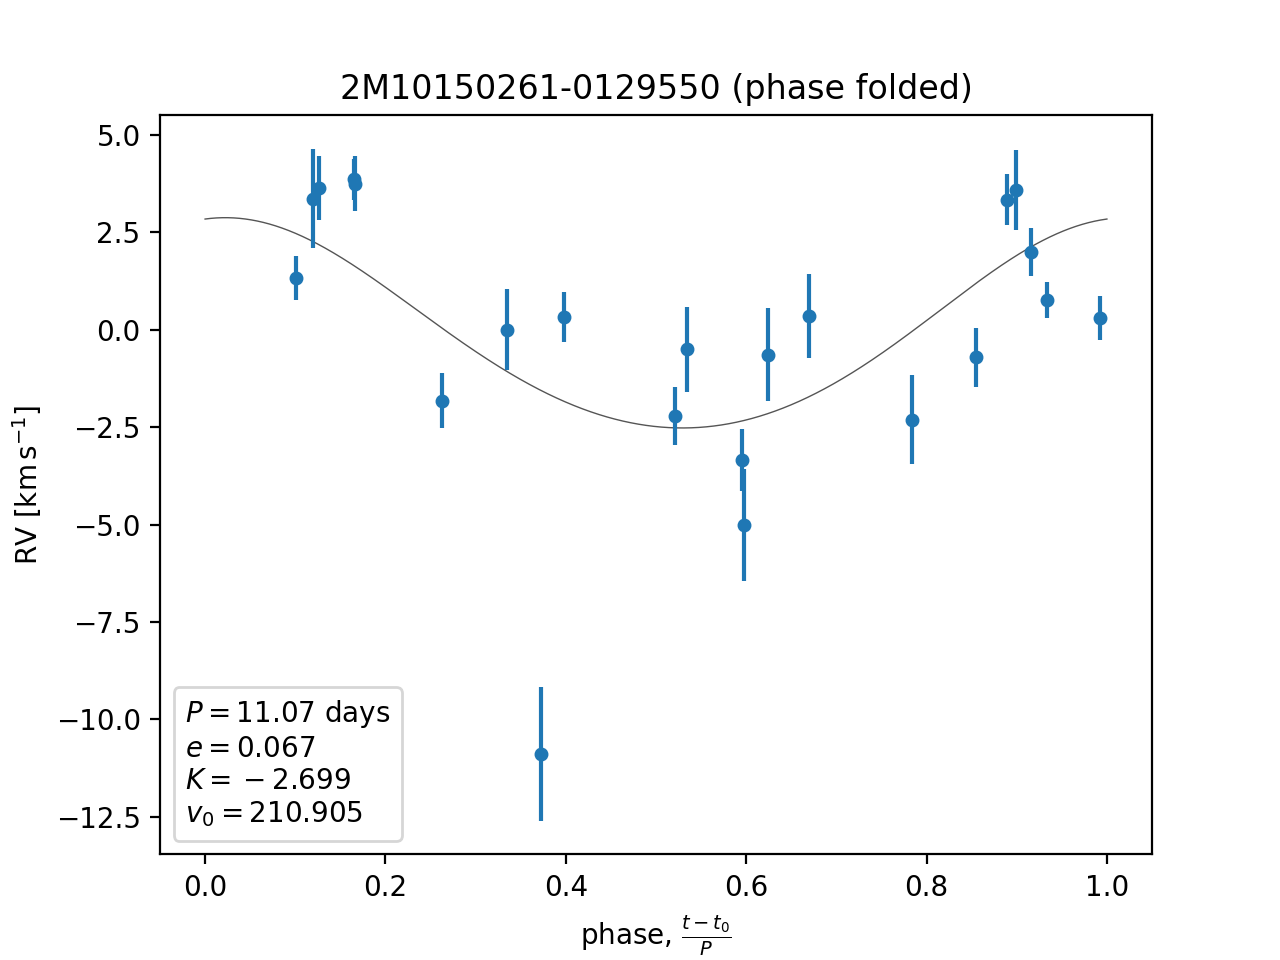 2M10150261-0129550 (phase folded)
5.0
2.5
0.0
−2.5
−5.0
−7.5
−10.0
−12.5
RV [km s⁻¹]
P = 11.07 days
e = 0.067
K = −2.699
v₀ = 210.905
0.0 0.2 0.4 0.6 0.8 1.0
phase, (t − t₀)/P